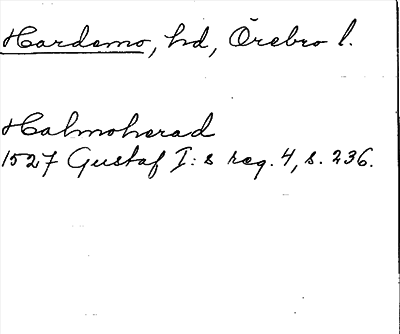 Hardemo, hd, Örebro l.
Halmoherad
1527 Gustaf I:s reg. 4, s. 236.